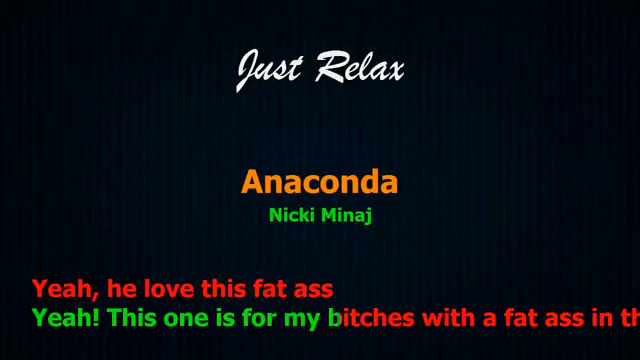 Just Relax
Anaconda
Nicki Minaj
Yeah, he love this fat ass
Yeah! This one is for my bitches with a fat ass in th